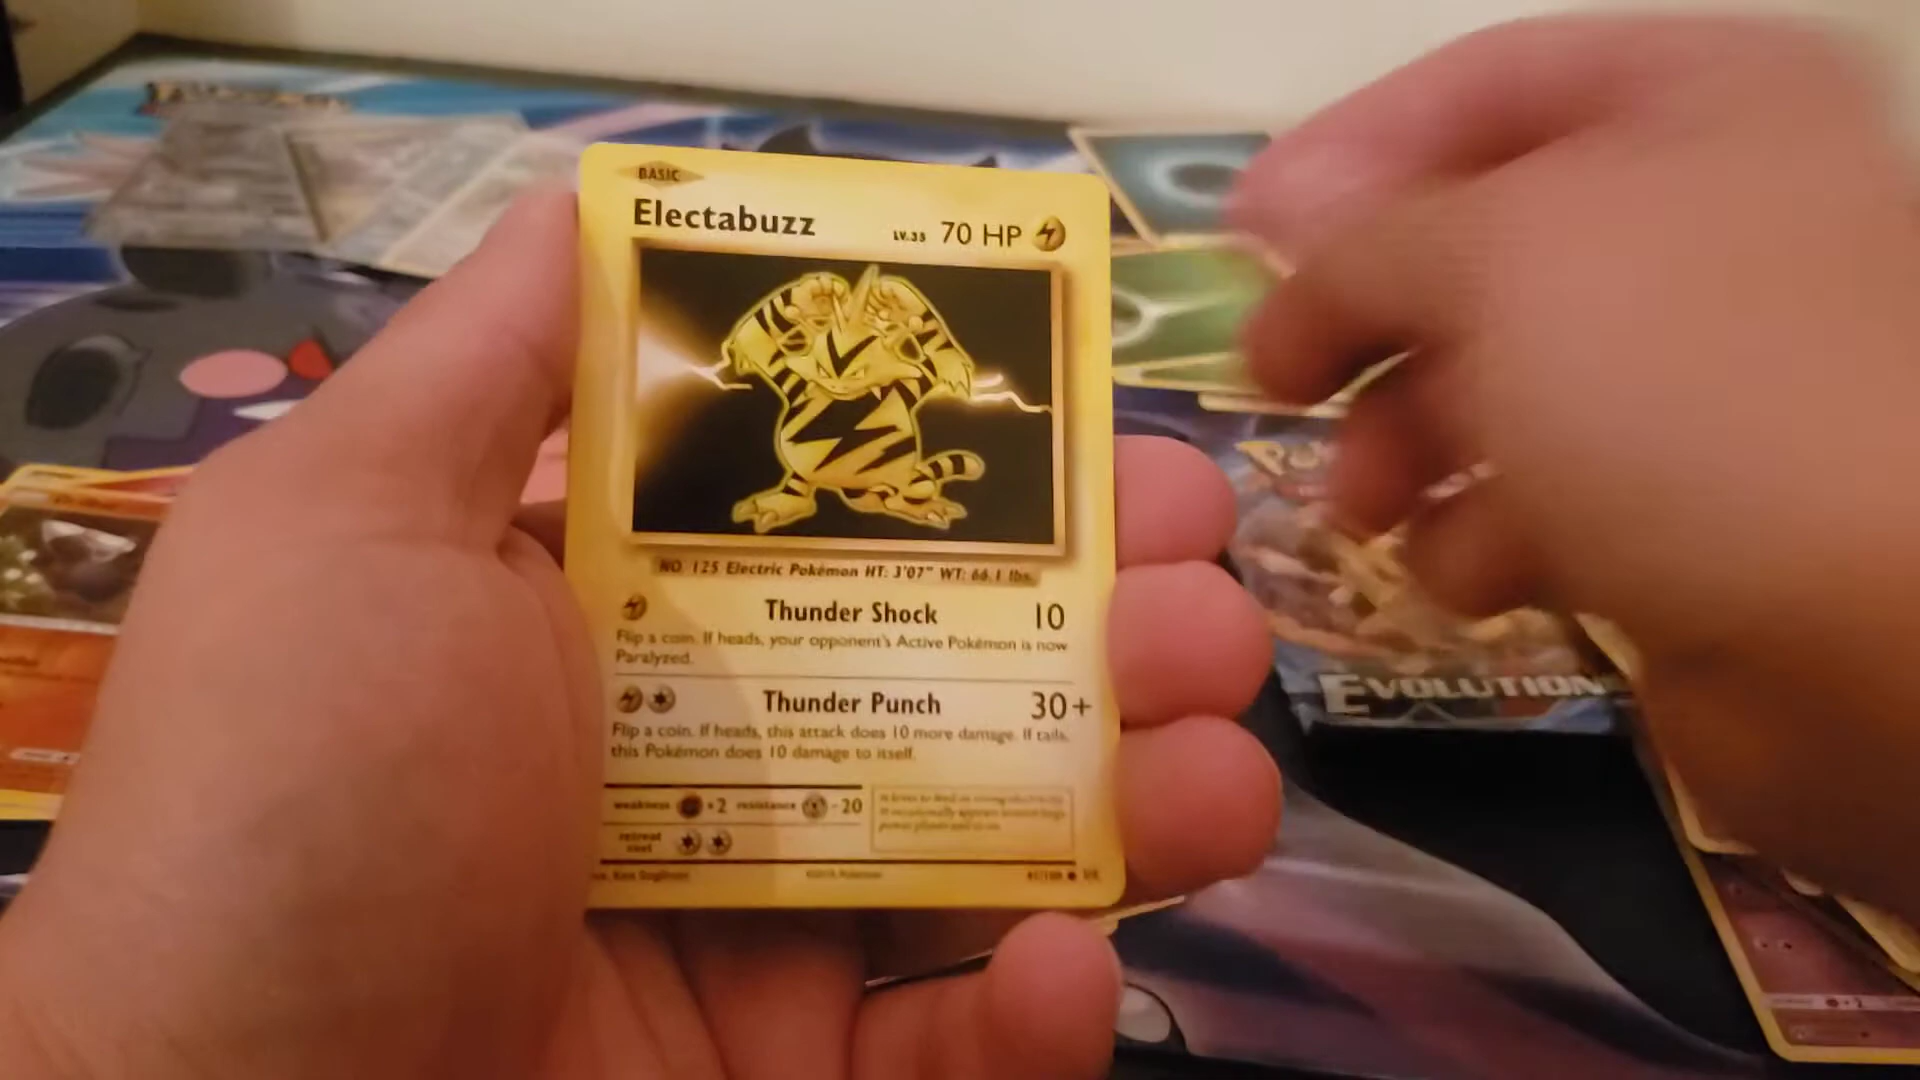 BASIC
Electabuzz LV.35 70 HP
NO. 125 Electric Pokémon HT: 3'07" WT: 66.1 lbs.
Thunder Shock 10
Flip a coin. If heads, your opponent's Active Pokémon is now
Paralyzed.
Thunder Punch 30+
Flip a coin. If heads, this attack does 10 more damage. If tails,
this Pokémon does 10 damage to itself.
weakness ×2 resistance -20
retreat
cost
©2016 Pokémon
EVOLUTION